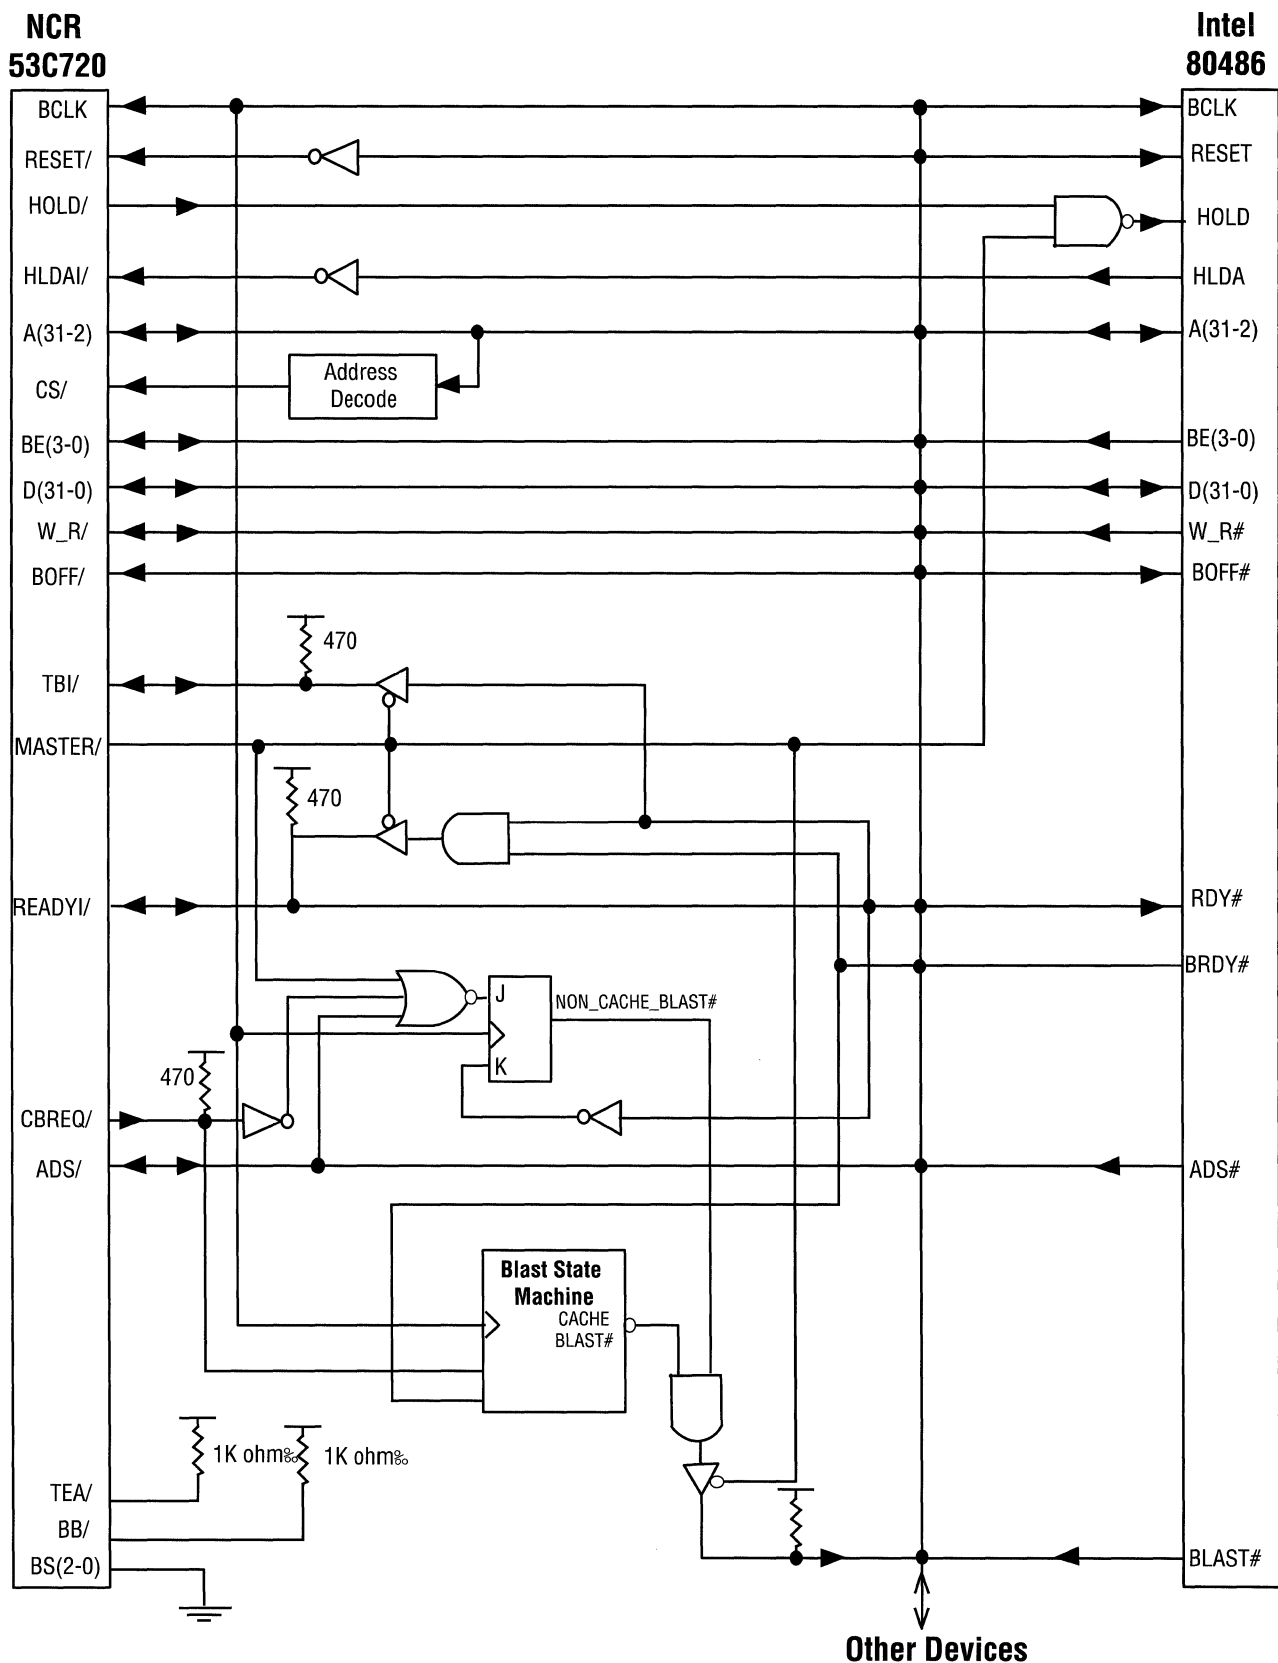 NCR
53C720
Intel
80486
BCLK
BCLK
RESET/
RESET
HOLD/
HOLD
HLDAI/
HLDA
A(31-2)
A(31-2)
Address
Decode
CS/
BE(3-0)
BE(3-0)
D(31-0)
D(31-0)
W_R/
W_R#
BOFF/
BOFF#
470
TBI/
MASTER/
470
READYI/
RDY#
BRDY#
J
NON_CACHE_BLAST#
K
470
CBREQ/
ADS/
ADS#
Blast State
Machine
CACHE
BLAST#
1K ohm‰
1K ohm‰
TEA/
BB/
BS(2-0)
BLAST#
Other Devices